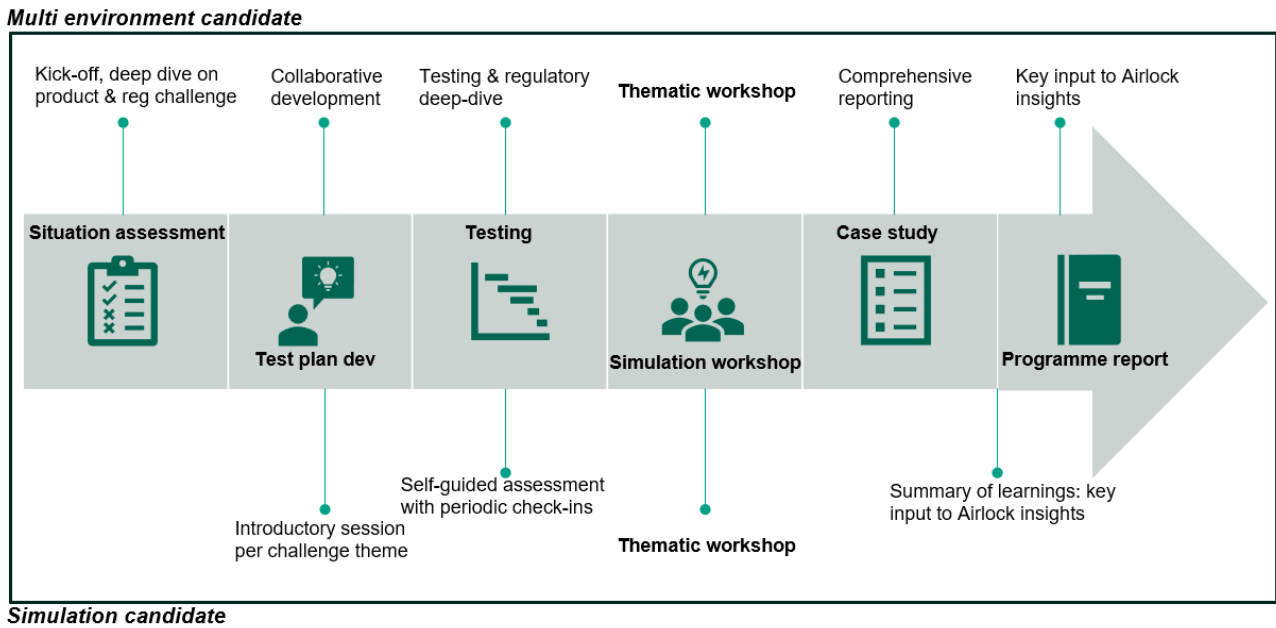 Multi environment candidate
Kick-off, deep dive on
product & reg challenge
Collaborative
development
Testing & regulatory
deep-dive
Thematic workshop
Comprehensive
reporting
Key input to Airlock
insights
Situation assessment
Test plan dev
Testing
Simulation workshop
Case study
Programme report
Introductory session
per challenge theme
Self-guided assessment
with periodic check-ins
Thematic workshop
Summary of learnings: key
input to Airlock insights
Simulation candidate